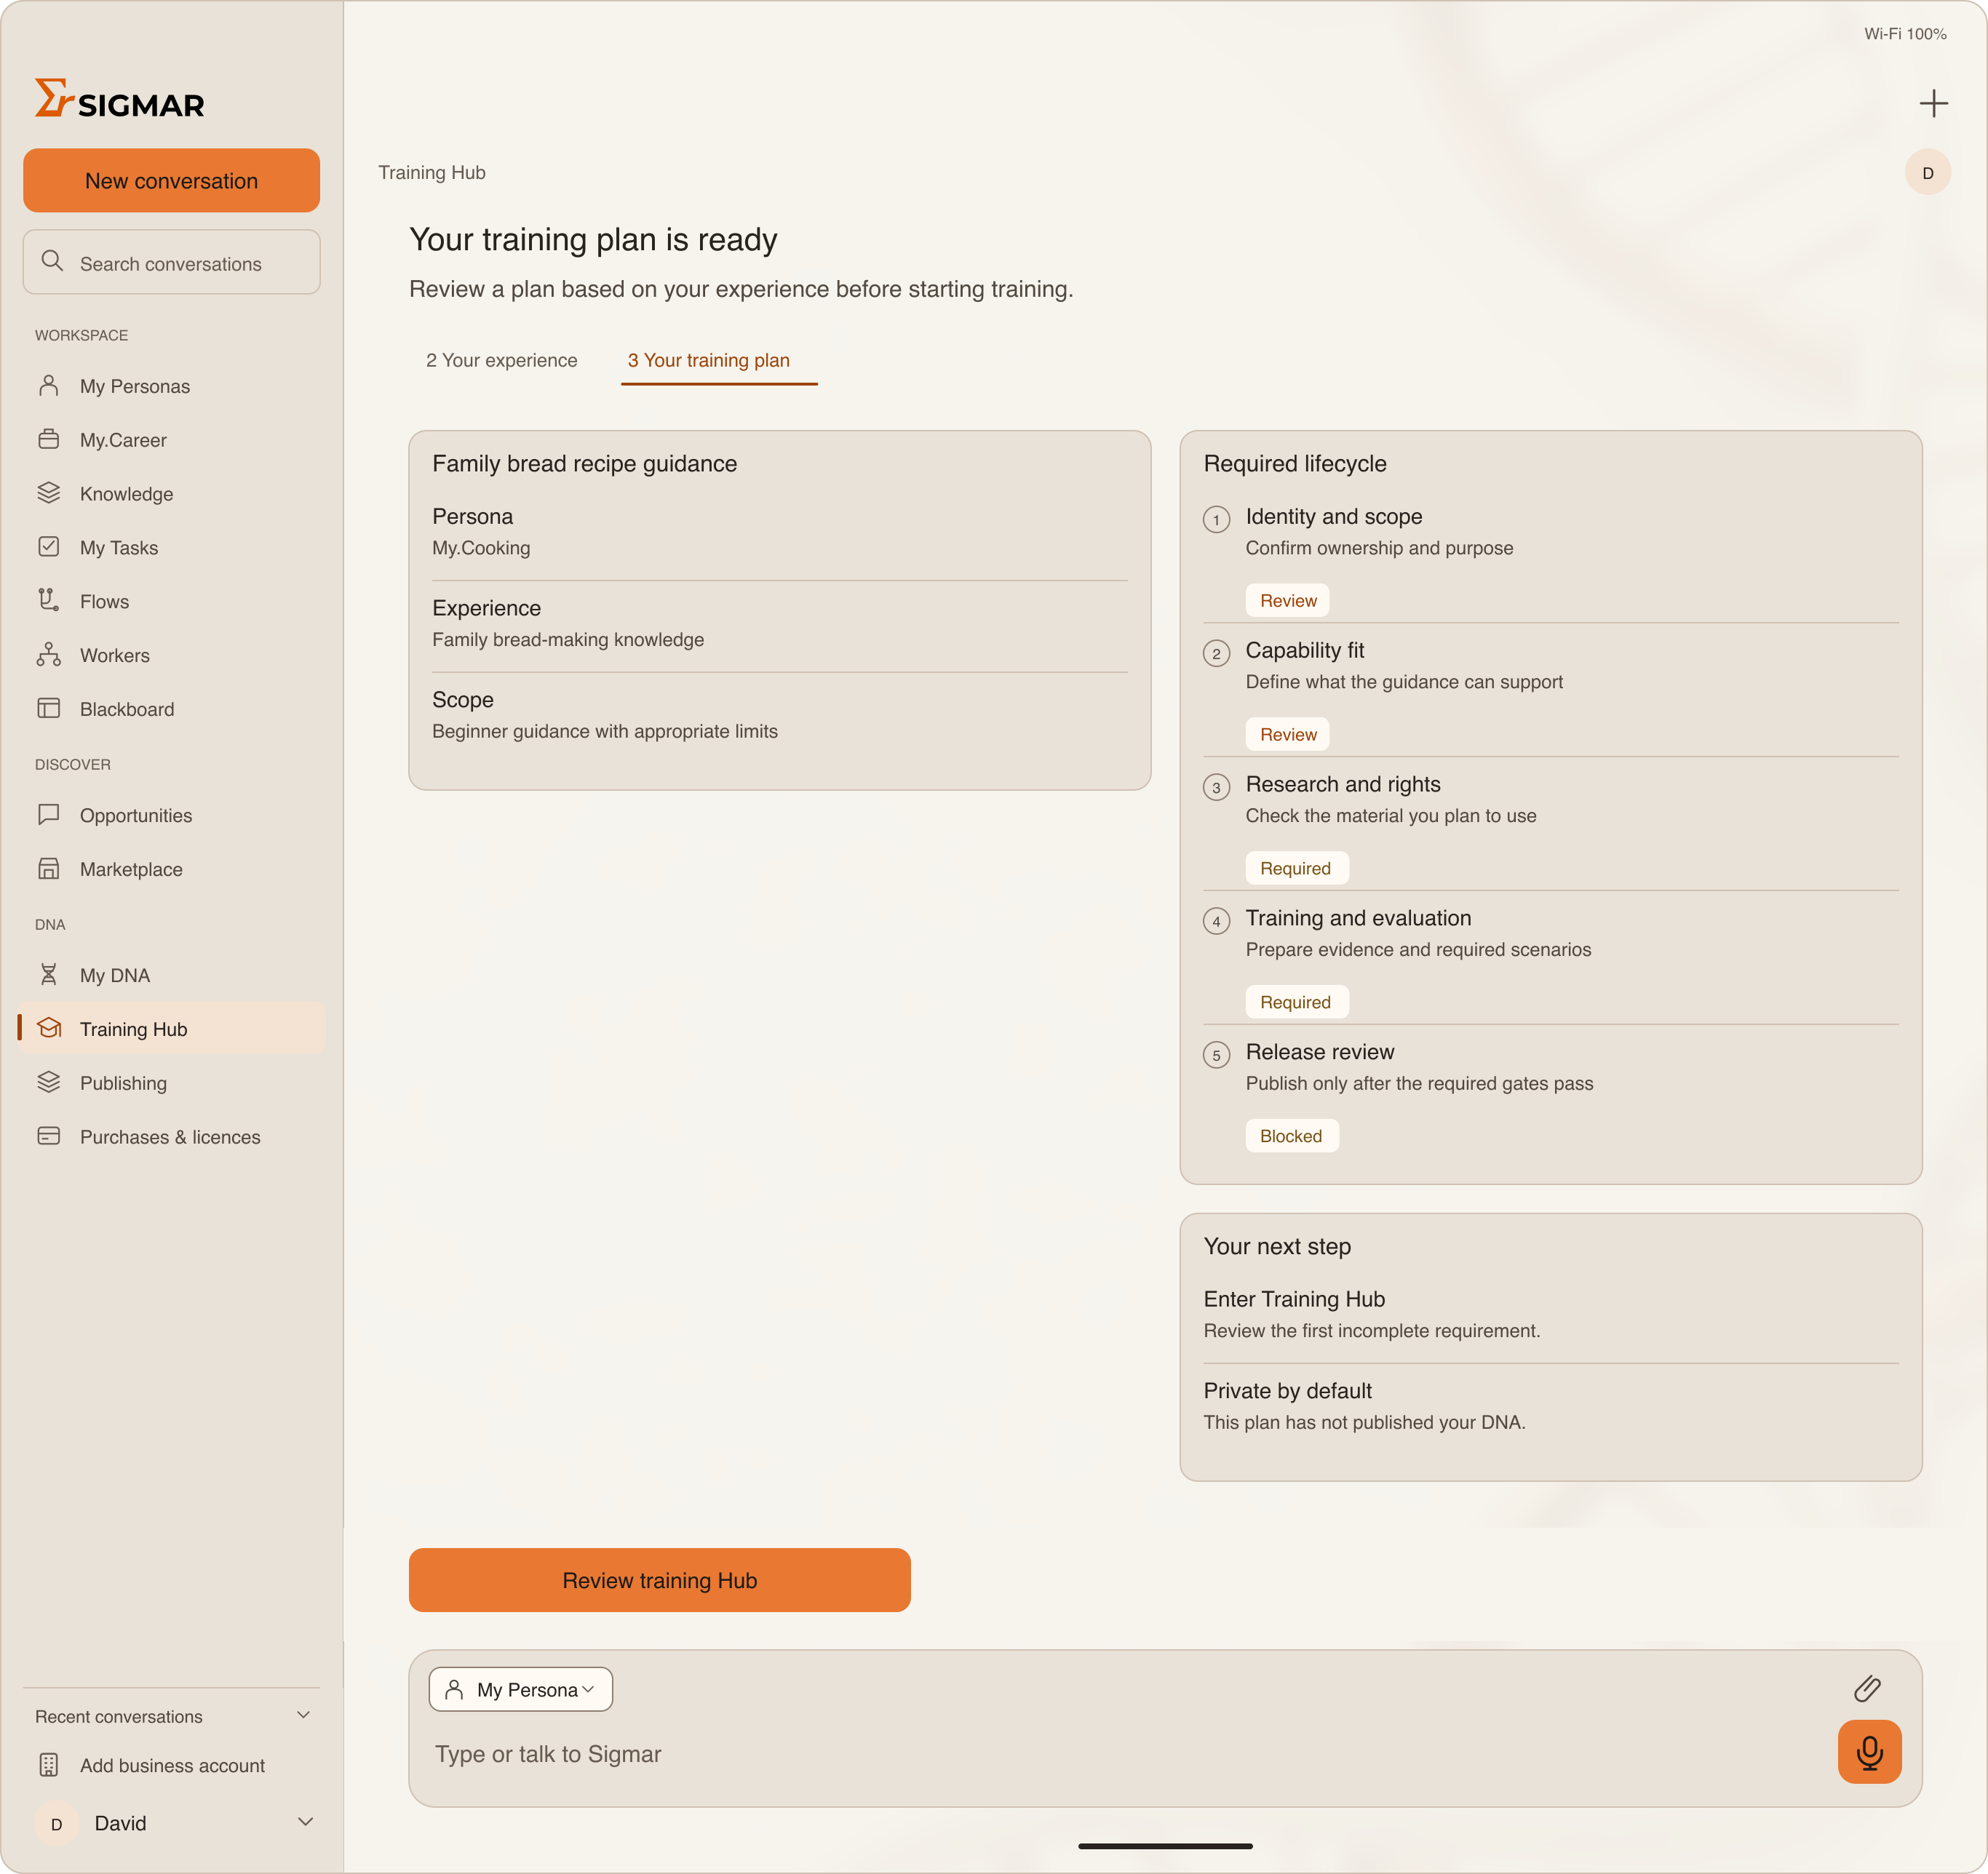 Wi-Fi 100%
SIGMAR
New conversation
Search conversations
WORKSPACE
My Personas
My.Career
Knowledge
My Tasks
Flows
Workers
Blackboard
DISCOVER
Opportunities
Marketplace
DNA
My DNA
Training Hub
Publishing
Purchases & licences
Recent conversations
Add business account
D
David
Training Hub
D
Your training plan is ready
Review a plan based on your experience before starting training.
2 Your experience
3 Your training plan
Family bread recipe guidance
Persona
My.Cooking
Experience
Family bread-making knowledge
Scope
Beginner guidance with appropriate limits
Required lifecycle
1 Identity and scope
Confirm ownership and purpose
Review
2 Capability fit
Define what the guidance can support
Review
3 Research and rights
Check the material you plan to use
Required
4 Training and evaluation
Prepare evidence and required scenarios
Required
5 Release review
Publish only after the required gates pass
Blocked
Your next step
Enter Training Hub
Review the first incomplete requirement.
Private by default
This plan has not published your DNA.
Review training Hub
My Persona
Type or talk to Sigmar